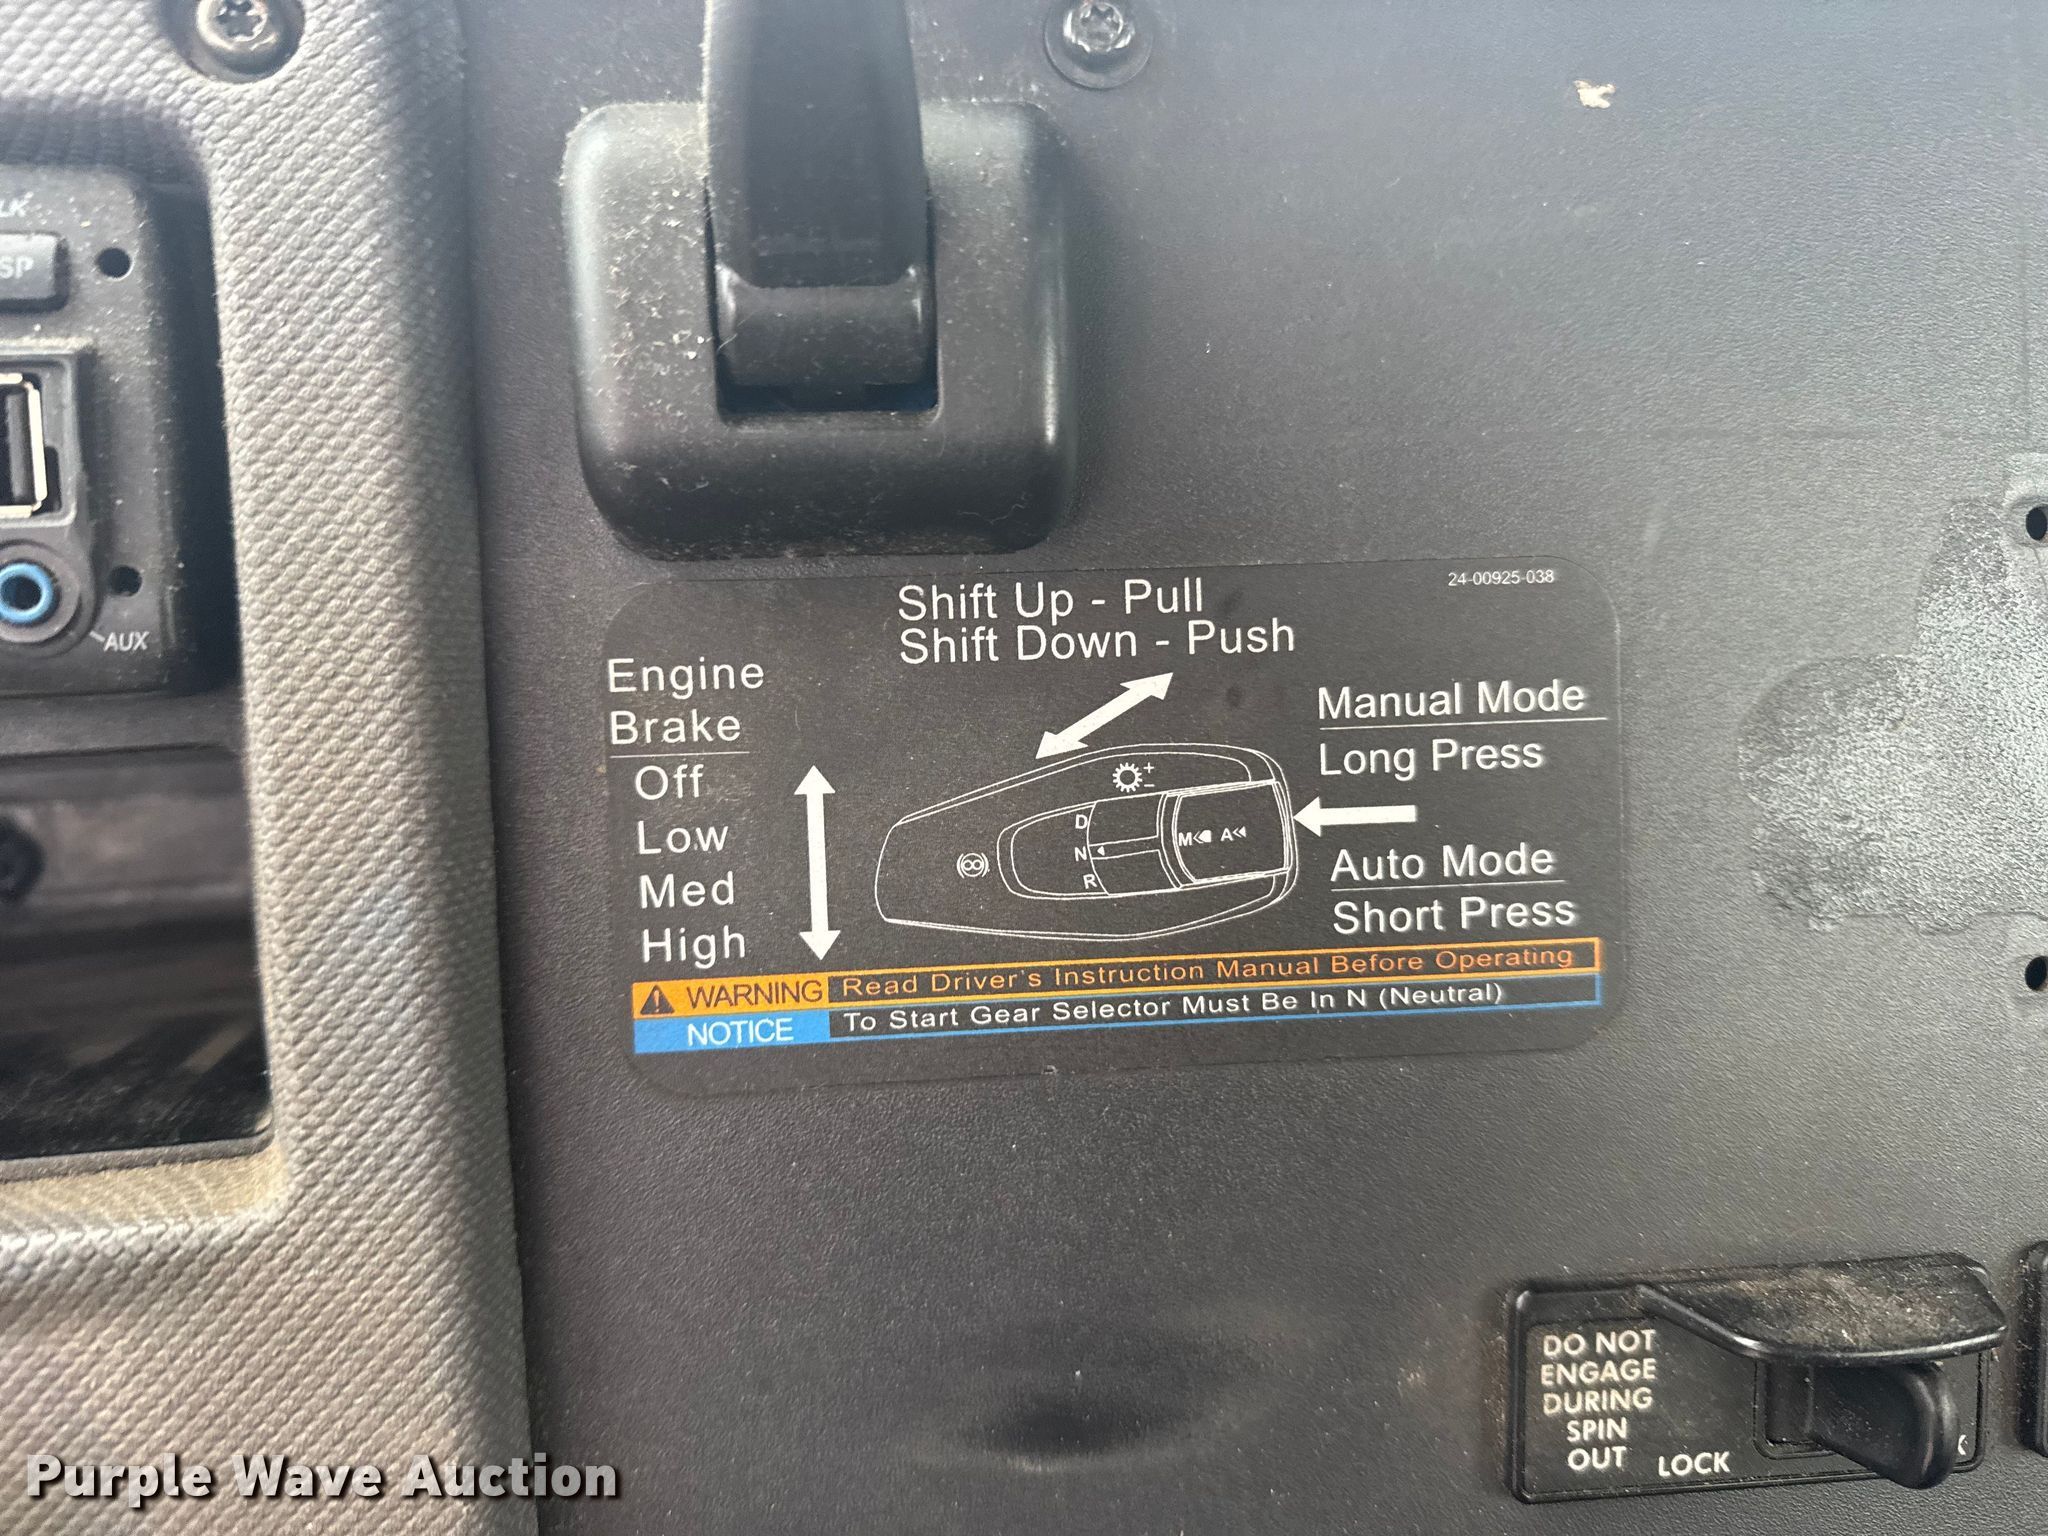 AUX
Shift Up - Pull
Shift Down - Push
24-00925-038
Engine
Brake
Off
Low
Med
High
Manual Mode
Long Press
Auto Mode
Short Press
+
-
D
N
R
M
A
WARNING Read Driver's Instruction Manual Before Operating
NOTICE To Start Gear Selector Must Be In N (Neutral)
DO NOT
ENGAGE
DURING
SPIN
OUT
LOCK
Purple Wave Auction